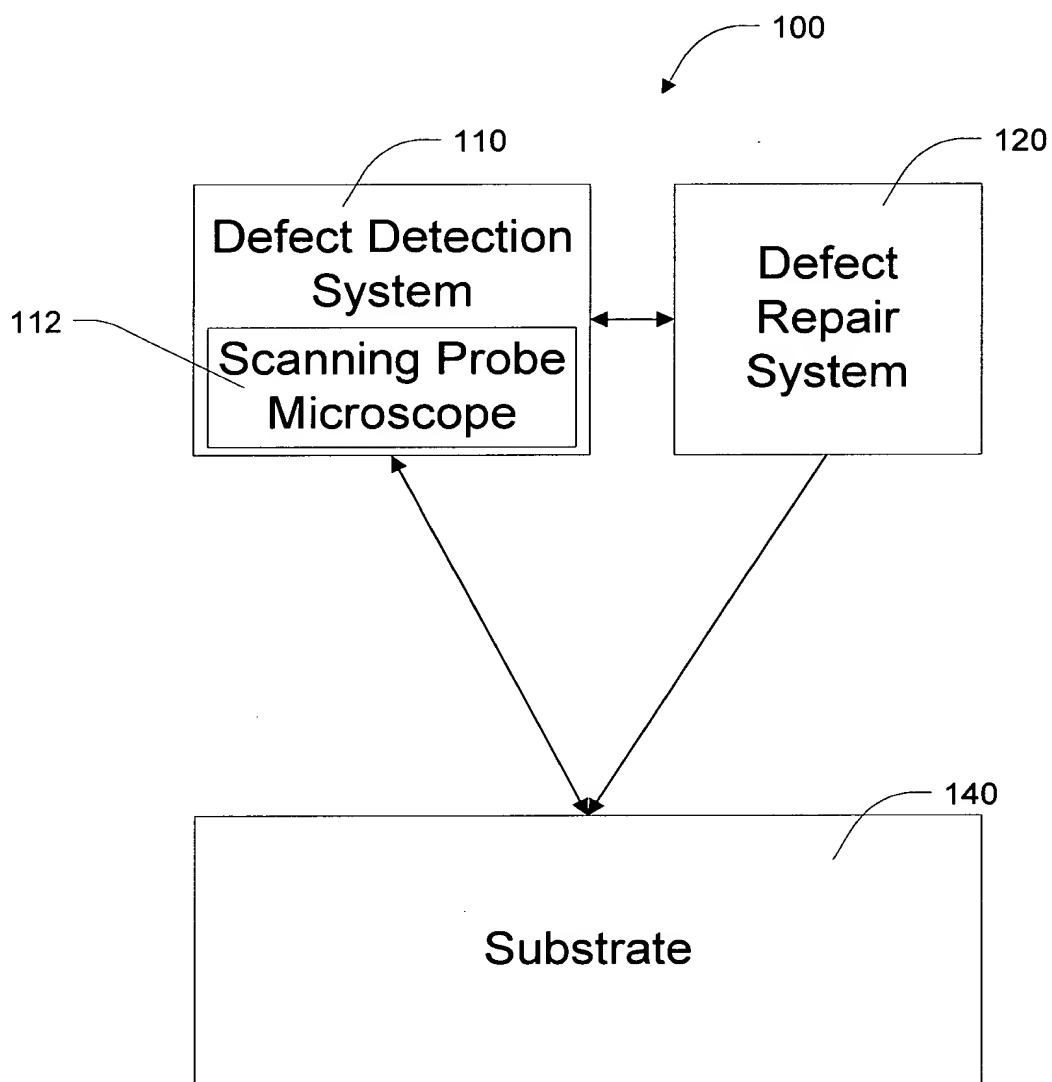 100
110
120
Defect Detection
System
112
Scanning Probe
Microscope
Defect
Repair
System
140
Substrate